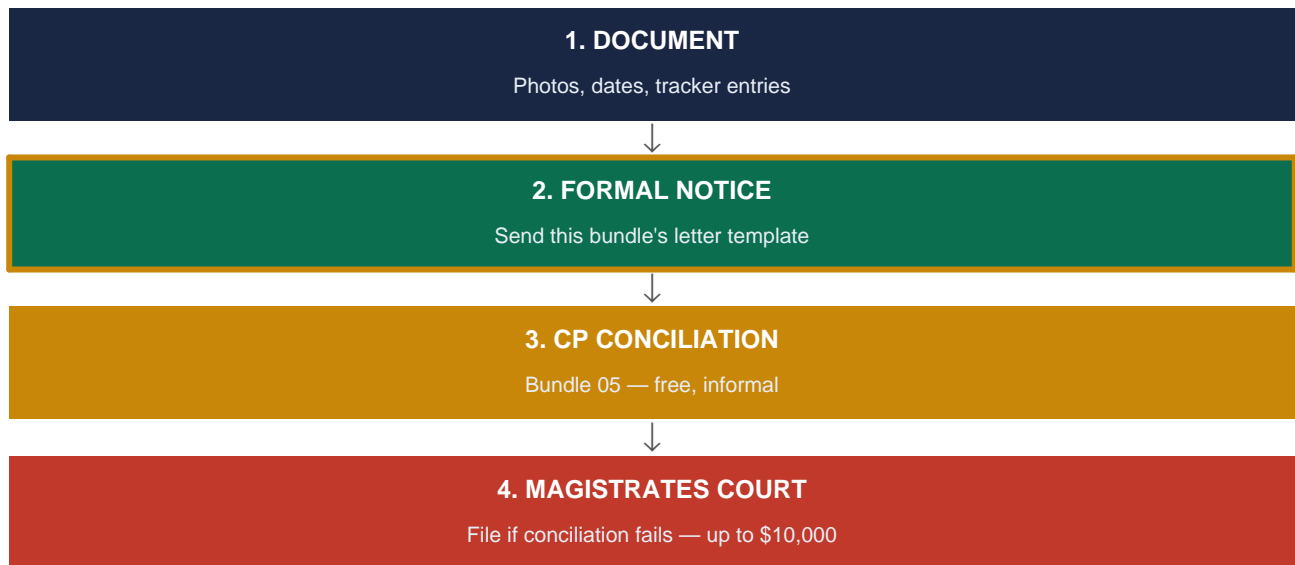 1. DOCUMENT
Photos, dates, tracker entries
2. FORMAL NOTICE
Send this bundle's letter template
3. CP CONCILIATION
Bundle 05 — free, informal
4. MAGISTRATES COURT
File if conciliation fails — up to $10,000